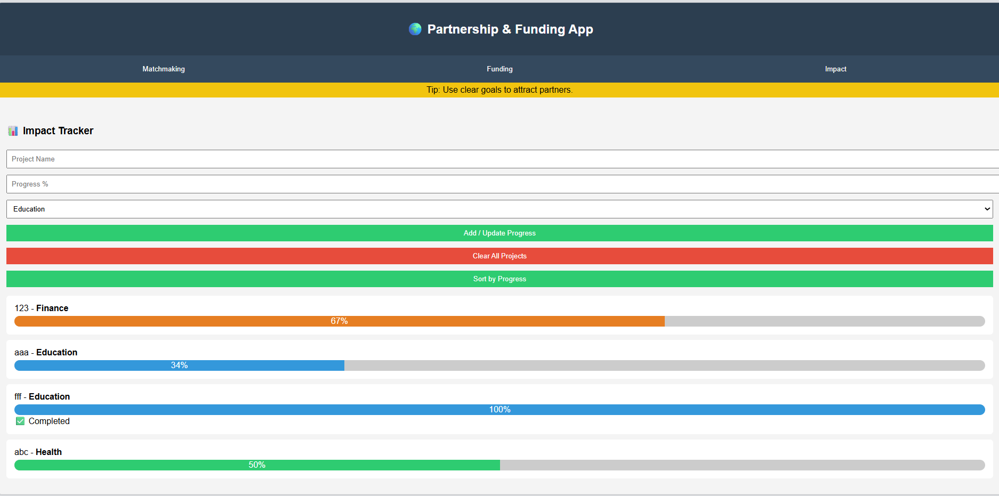 🌍 Partnership & Funding App
Matchmaking Funding Impact
Tip: Use clear goals to attract partners.
📊 Impact Tracker
Project Name
Progress %
Education
Add / Update Progress
Clear All Projects
Sort by Progress
123 - Finance
67%
aaa - Education
34%
fff - Education
100%
✅ Completed
abc - Health
50%